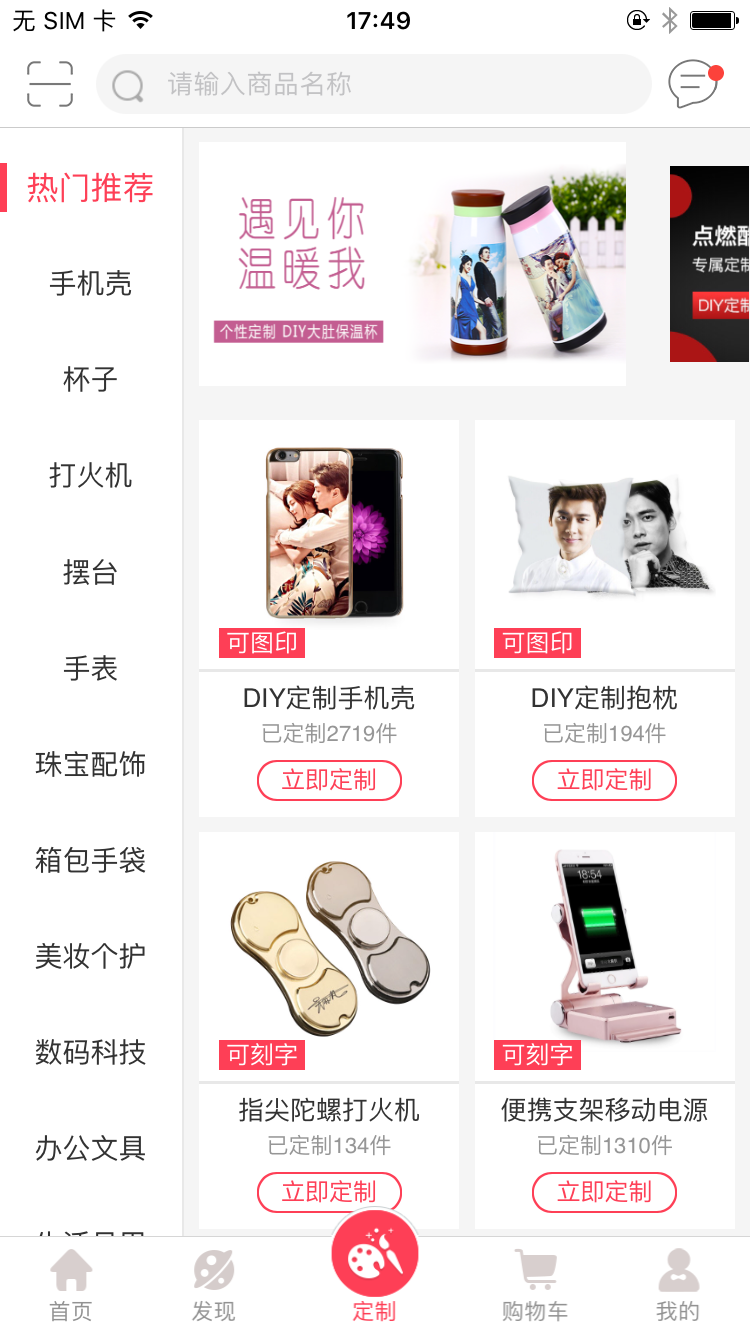 无 SIM 卡
17:49
请输入商品名称
热门推荐
手机壳
杯子
打火机
摆台
手表
珠宝配饰
箱包手袋
美妆个护
数码科技
办公文具
遇见你
温暖我
个性定制 DIY大肚保温杯
专属定制
DIY定制
可图印
DIY定制手机壳
已定制2719件
立即定制
可图印
DIY定制抱枕
已定制194件
立即定制
可刻字
指尖陀螺打火机
已定制134件
立即定制
18:54
可刻字
便携支架移动电源
已定制1310件
立即定制
首页
发现
定制
购物车
我的